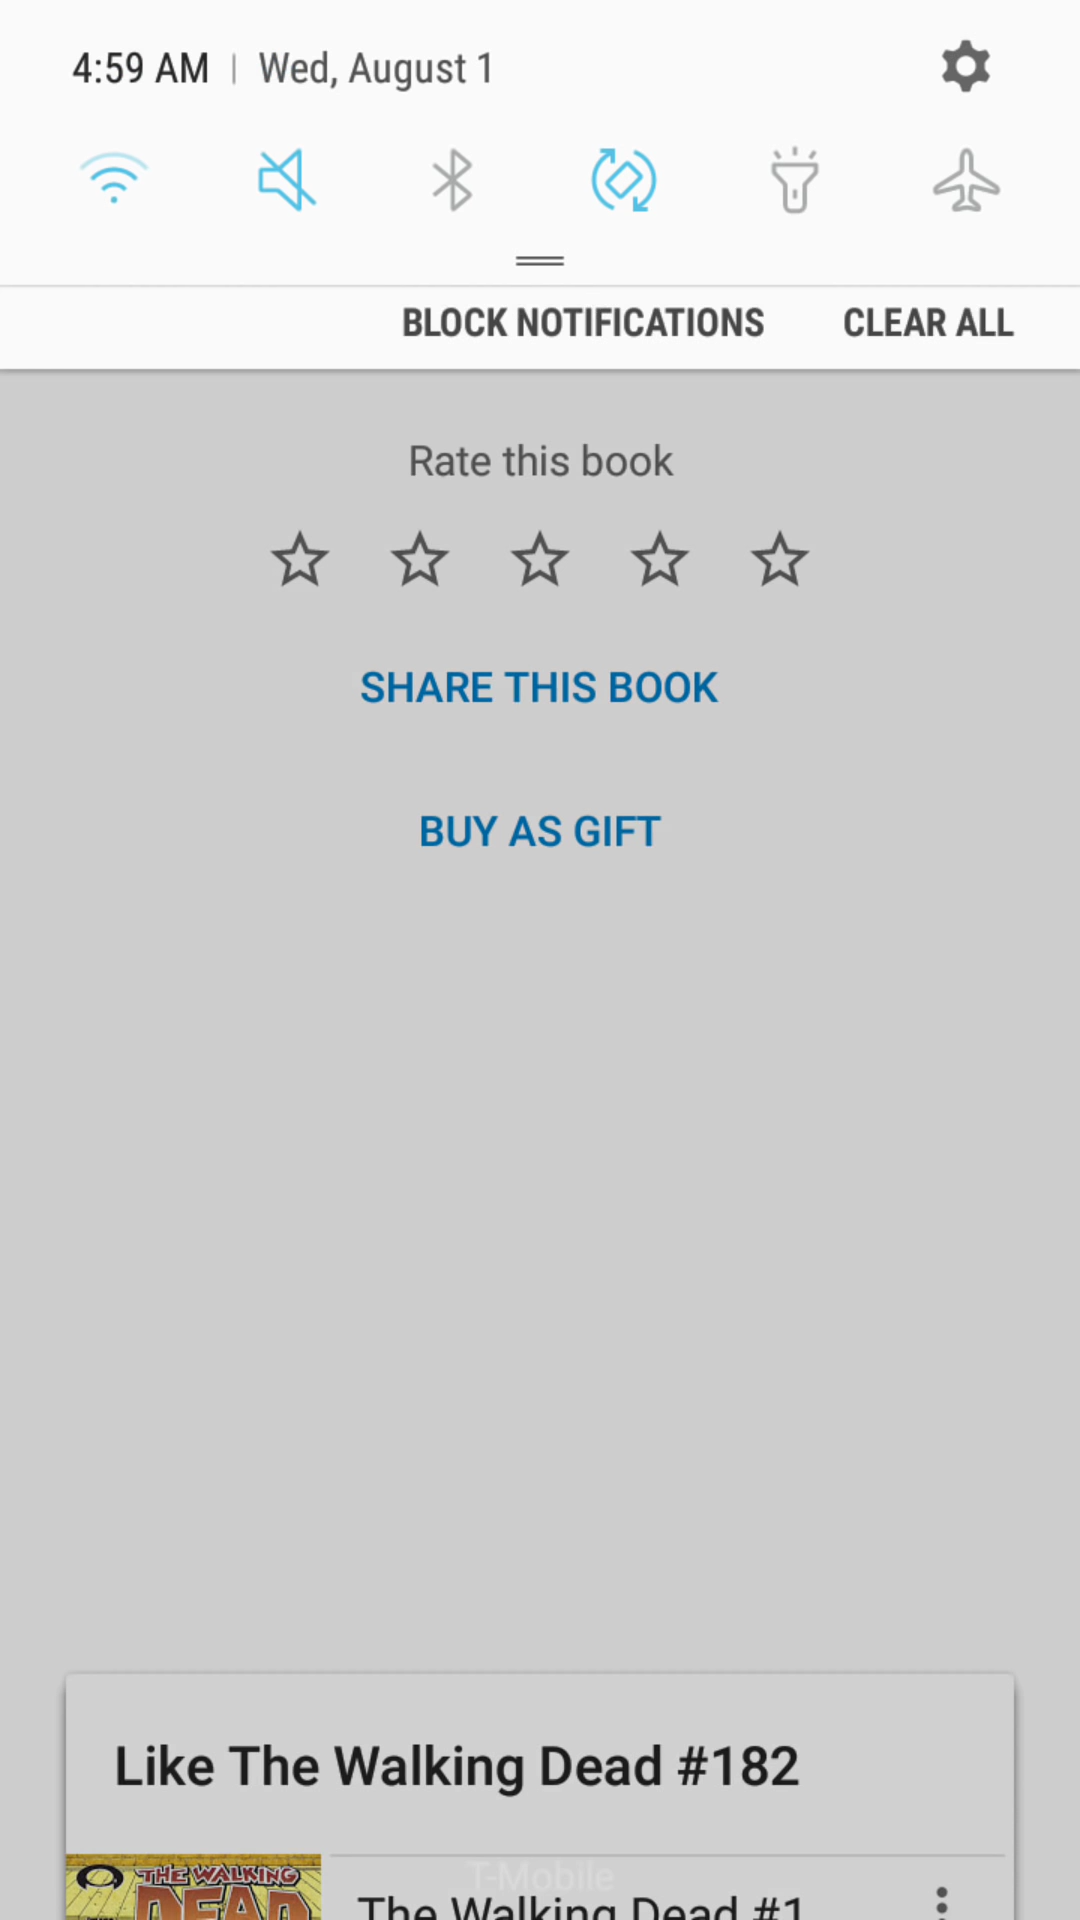 4:59 AM | Wed, August 1
BLOCK NOTIFICATIONS CLEAR ALL
Rate this book
SHARE THIS BOOK
BUY AS GIFT
Like The Walking Dead #182
T-Mobile
THE WALKING
DEAD
The Walking Dead #1